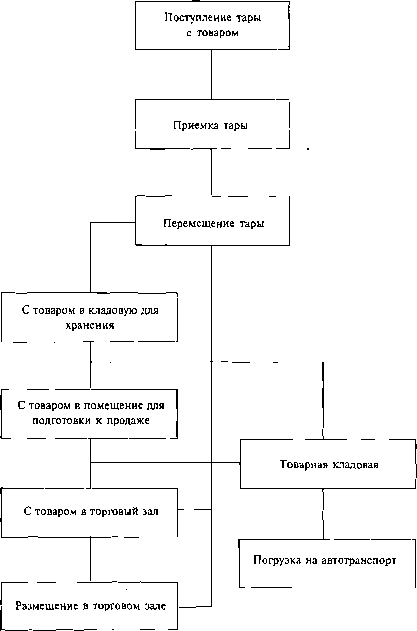 Поступление тары
с товаром
Приемка тары
Перемещение тары
С товаром в кладовую для
хранения
С товаром в помещение для
подготовки к продаже
Товарная кладовая
С товаром в торговый зал
Погрузка на автотранспорт
Размещение в торговом зале